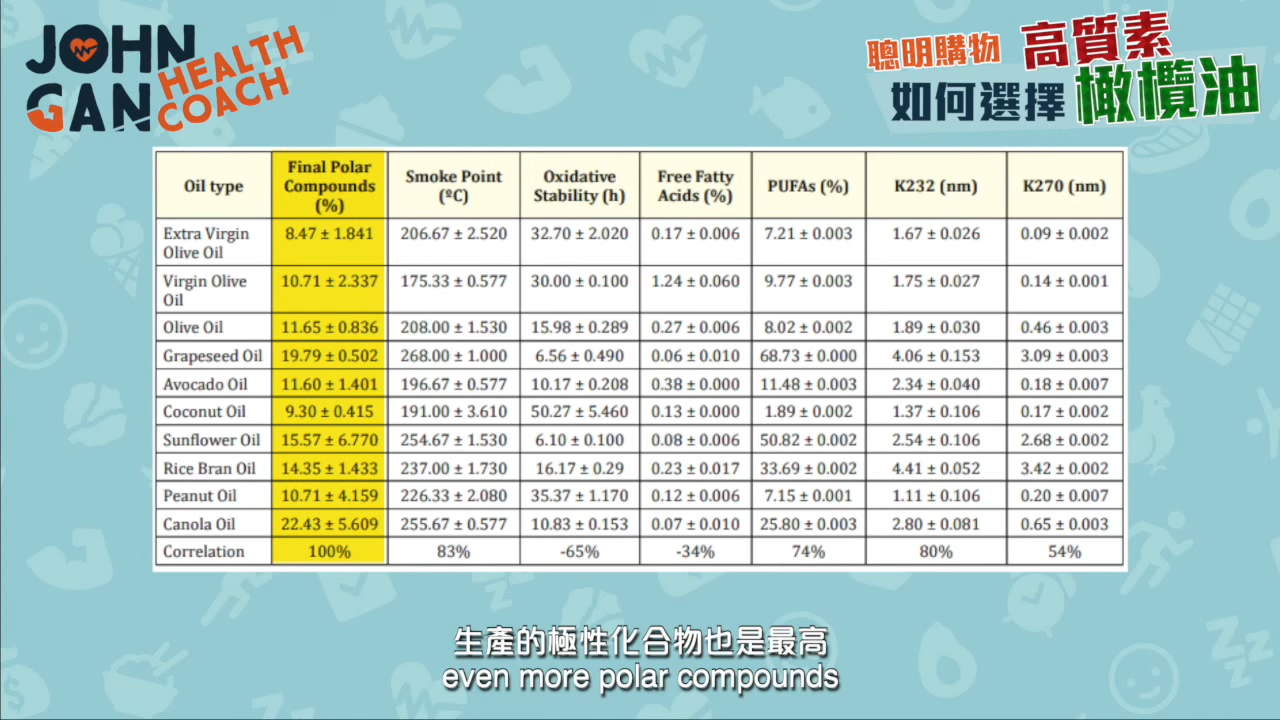 JOHN
GAN
HEALTH
COACH
聰明購物 高質素
如何選擇 橄欖油
Oil type | Final Polar Compounds (%) | Smoke Point (ºC) | Oxidative Stability (h) | Free Fatty Acids (%) | PUFAs (%) | K232 (nm) | K270 (nm)
Extra Virgin Olive Oil | 8.47 ± 1.841 | 206.67 ± 2.520 | 32.70 ± 2.020 | 0.17 ± 0.006 | 7.21 ± 0.003 | 1.67 ± 0.026 | 0.09 ± 0.002
Virgin Olive Oil | 10.71 ± 2.337 | 175.33 ± 0.577 | 30.00 ± 0.100 | 1.24 ± 0.060 | 9.77 ± 0.003 | 1.75 ± 0.027 | 0.14 ± 0.001
Olive Oil | 11.65 ± 0.836 | 208.00 ± 1.530 | 15.98 ± 0.289 | 0.27 ± 0.006 | 8.02 ± 0.002 | 1.89 ± 0.030 | 0.46 ± 0.003
Grapeseed Oil | 19.79 ± 0.502 | 268.00 ± 1.000 | 6.56 ± 0.490 | 0.06 ± 0.010 | 68.73 ± 0.000 | 4.06 ± 0.153 | 3.09 ± 0.003
Avocado Oil | 11.60 ± 1.401 | 196.67 ± 0.577 | 10.17 ± 0.208 | 0.38 ± 0.000 | 11.48 ± 0.003 | 2.34 ± 0.040 | 0.18 ± 0.007
Coconut Oil | 9.30 ± 0.415 | 191.00 ± 3.610 | 50.27 ± 5.460 | 0.13 ± 0.000 | 1.89 ± 0.002 | 1.37 ± 0.106 | 0.17 ± 0.002
Sunflower Oil | 15.57 ± 6.770 | 254.67 ± 1.530 | 6.10 ± 0.100 | 0.08 ± 0.006 | 50.82 ± 0.002 | 2.54 ± 0.106 | 2.68 ± 0.002
Rice Bran Oil | 14.35 ± 1.433 | 237.00 ± 1.730 | 16.17 ± 0.29 | 0.23 ± 0.017 | 33.69 ± 0.002 | 4.41 ± 0.052 | 3.42 ± 0.002
Peanut Oil | 10.71 ± 4.159 | 226.33 ± 2.080 | 35.37 ± 1.170 | 0.12 ± 0.006 | 7.15 ± 0.001 | 1.11 ± 0.106 | 0.20 ± 0.007
Canola Oil | 22.43 ± 5.609 | 255.67 ± 0.577 | 10.83 ± 0.153 | 0.07 ± 0.010 | 25.80 ± 0.003 | 2.80 ± 0.081 | 0.65 ± 0.003
Correlation | 100% | 83% | -65% | -34% | 74% | 80% | 54%
生產的極性化合物也是最高
even more polar compounds